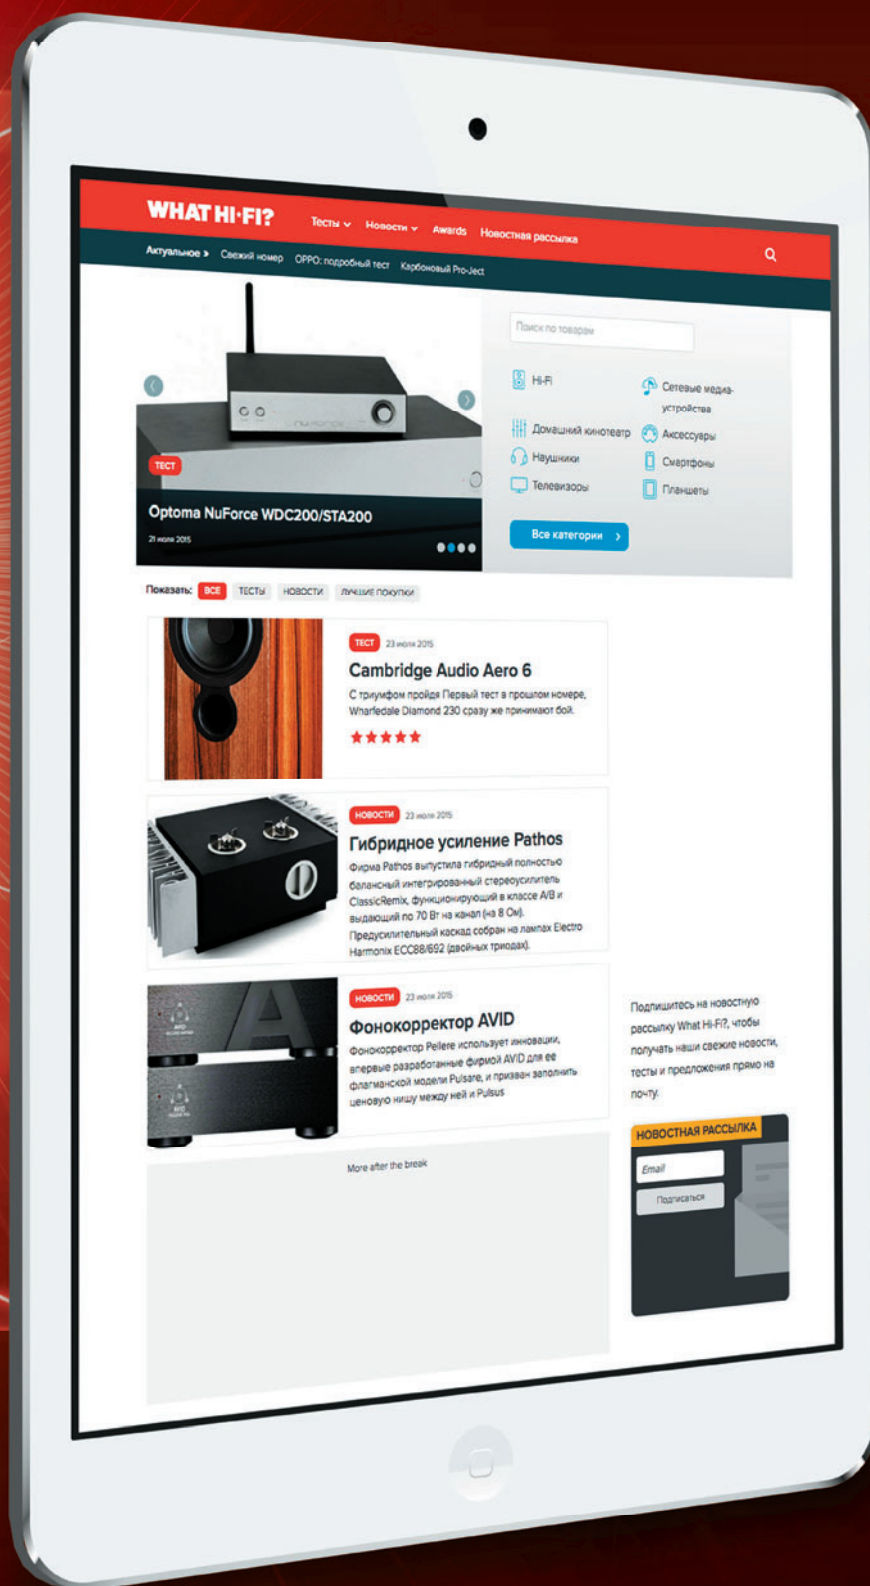 WHAT HI·FI?
Тесты Новости Awards Новостная рассылка
Актуальное » Свежий номер OPPO: подробный тест Карбоновый Pro-Ject
Поиск по товарам
Hi-Fi
Сетевые медиа-
устройства
Домашний кинотеатр
Аксессуары
Наушники
Смартфоны
Телевизоры
Планшеты
Все категории
ТЕСТ
Optoma NuForce WDC200/STA200
21 июля 2015
Показать: ВСЕ ТЕСТЫ НОВОСТИ ЛУЧШИЕ ПОКУПКИ
ТЕСТ 23 июля 2015
Cambridge Audio Aero 6
С триумфом пройдя Первый тест в прошлом номере,
Wharfedale Diamond 230 сразу же принимают бой.
НОВОСТИ 23 июля 2015
Гибридное усиление Pathos
Фирма Pathos выпустила гибридный полностью
балансный интегрированный стереоусилитель
ClassicRemix, функционирующий в классе A/B и
выдающий по 70 Вт на канал (на 8 Ом).
Предусилительный каскад собран на лампах Electro
Harmonix ECC88/692 (двойных триодах).
НОВОСТИ 23 июля 2015
Фонокорректор AVID
Фонокорректор Pellere использует инновации,
впервые разработанные фирмой AVID для ее
флагманской модели Pulsare, и призван заполнить
ценовую нишу между ней и Pulsus
More after the break
Подпишитесь на новостную
рассылку What Hi-Fi?, чтобы
получать наши свежие новости,
тесты и предложения прямо на
почту.
НОВОСТНАЯ РАССЫЛКА
Email
Подписаться